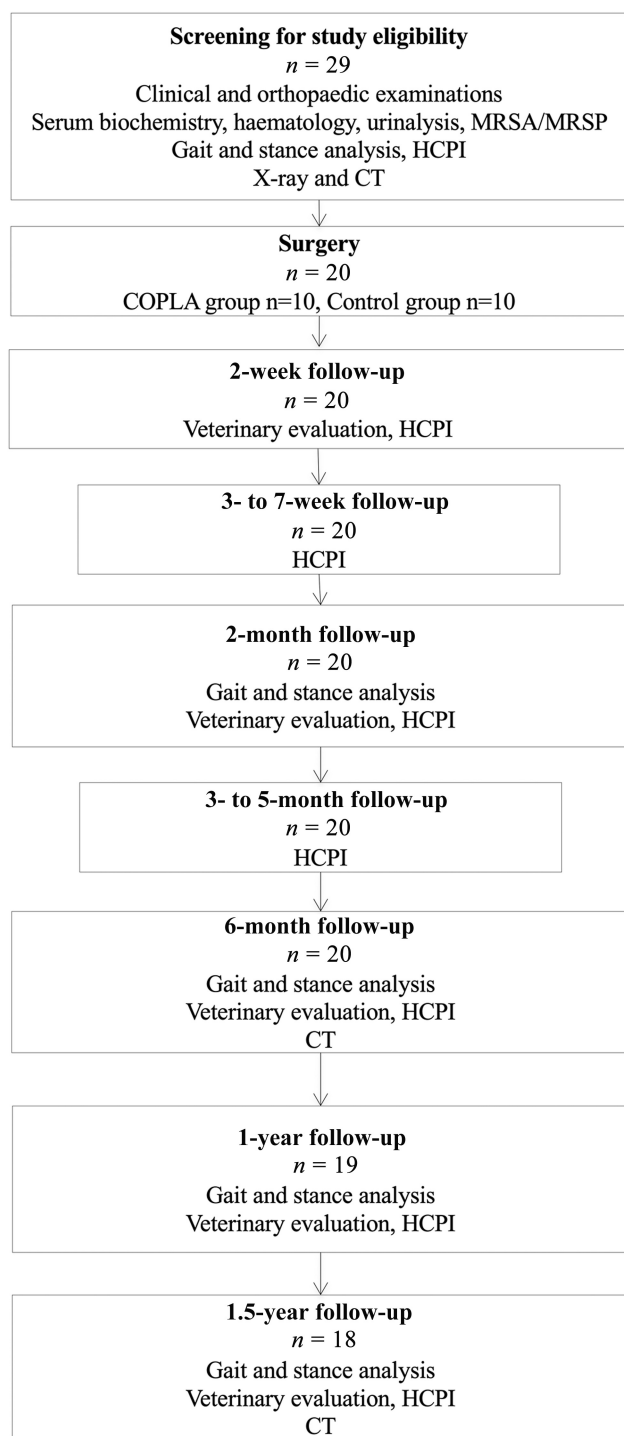 Screening for study eligibility
n = 29
Clinical and orthopaedic examinations
Serum biochemistry, haematology, urinalysis, MRSA/MRSP
Gait and stance analysis, HCPI
X-ray and CT
Surgery
n = 20
COPLA group n=10, Control group n=10
2-week follow-up
n = 20
Veterinary evaluation, HCPI
3- to 7-week follow-up
n = 20
HCPI
2-month follow-up
n = 20
Gait and stance analysis
Veterinary evaluation, HCPI
3- to 5-month follow-up
n = 20
HCPI
6-month follow-up
n = 20
Gait and stance analysis
Veterinary evaluation, HCPI
CT
1-year follow-up
n = 19
Gait and stance analysis
Veterinary evaluation, HCPI
1.5-year follow-up
n = 18
Gait and stance analysis
Veterinary evaluation, HCPI
CT